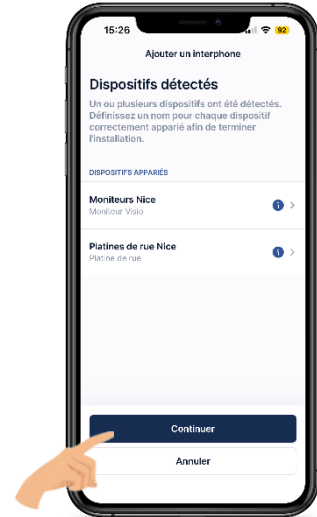 15:26
92
Ajouter un interphone
Dispositifs détectés
Un ou plusieurs dispositifs ont été détectés.
Définissez un nom pour chaque dispositif
correctement apparié afin de terminer
l'installation.
DISPOSITIFS APPARIÉS
Moniteurs Nice
Moniteur Visio
Platines de rue Nice
Platine de rue
Continuer
Annuler